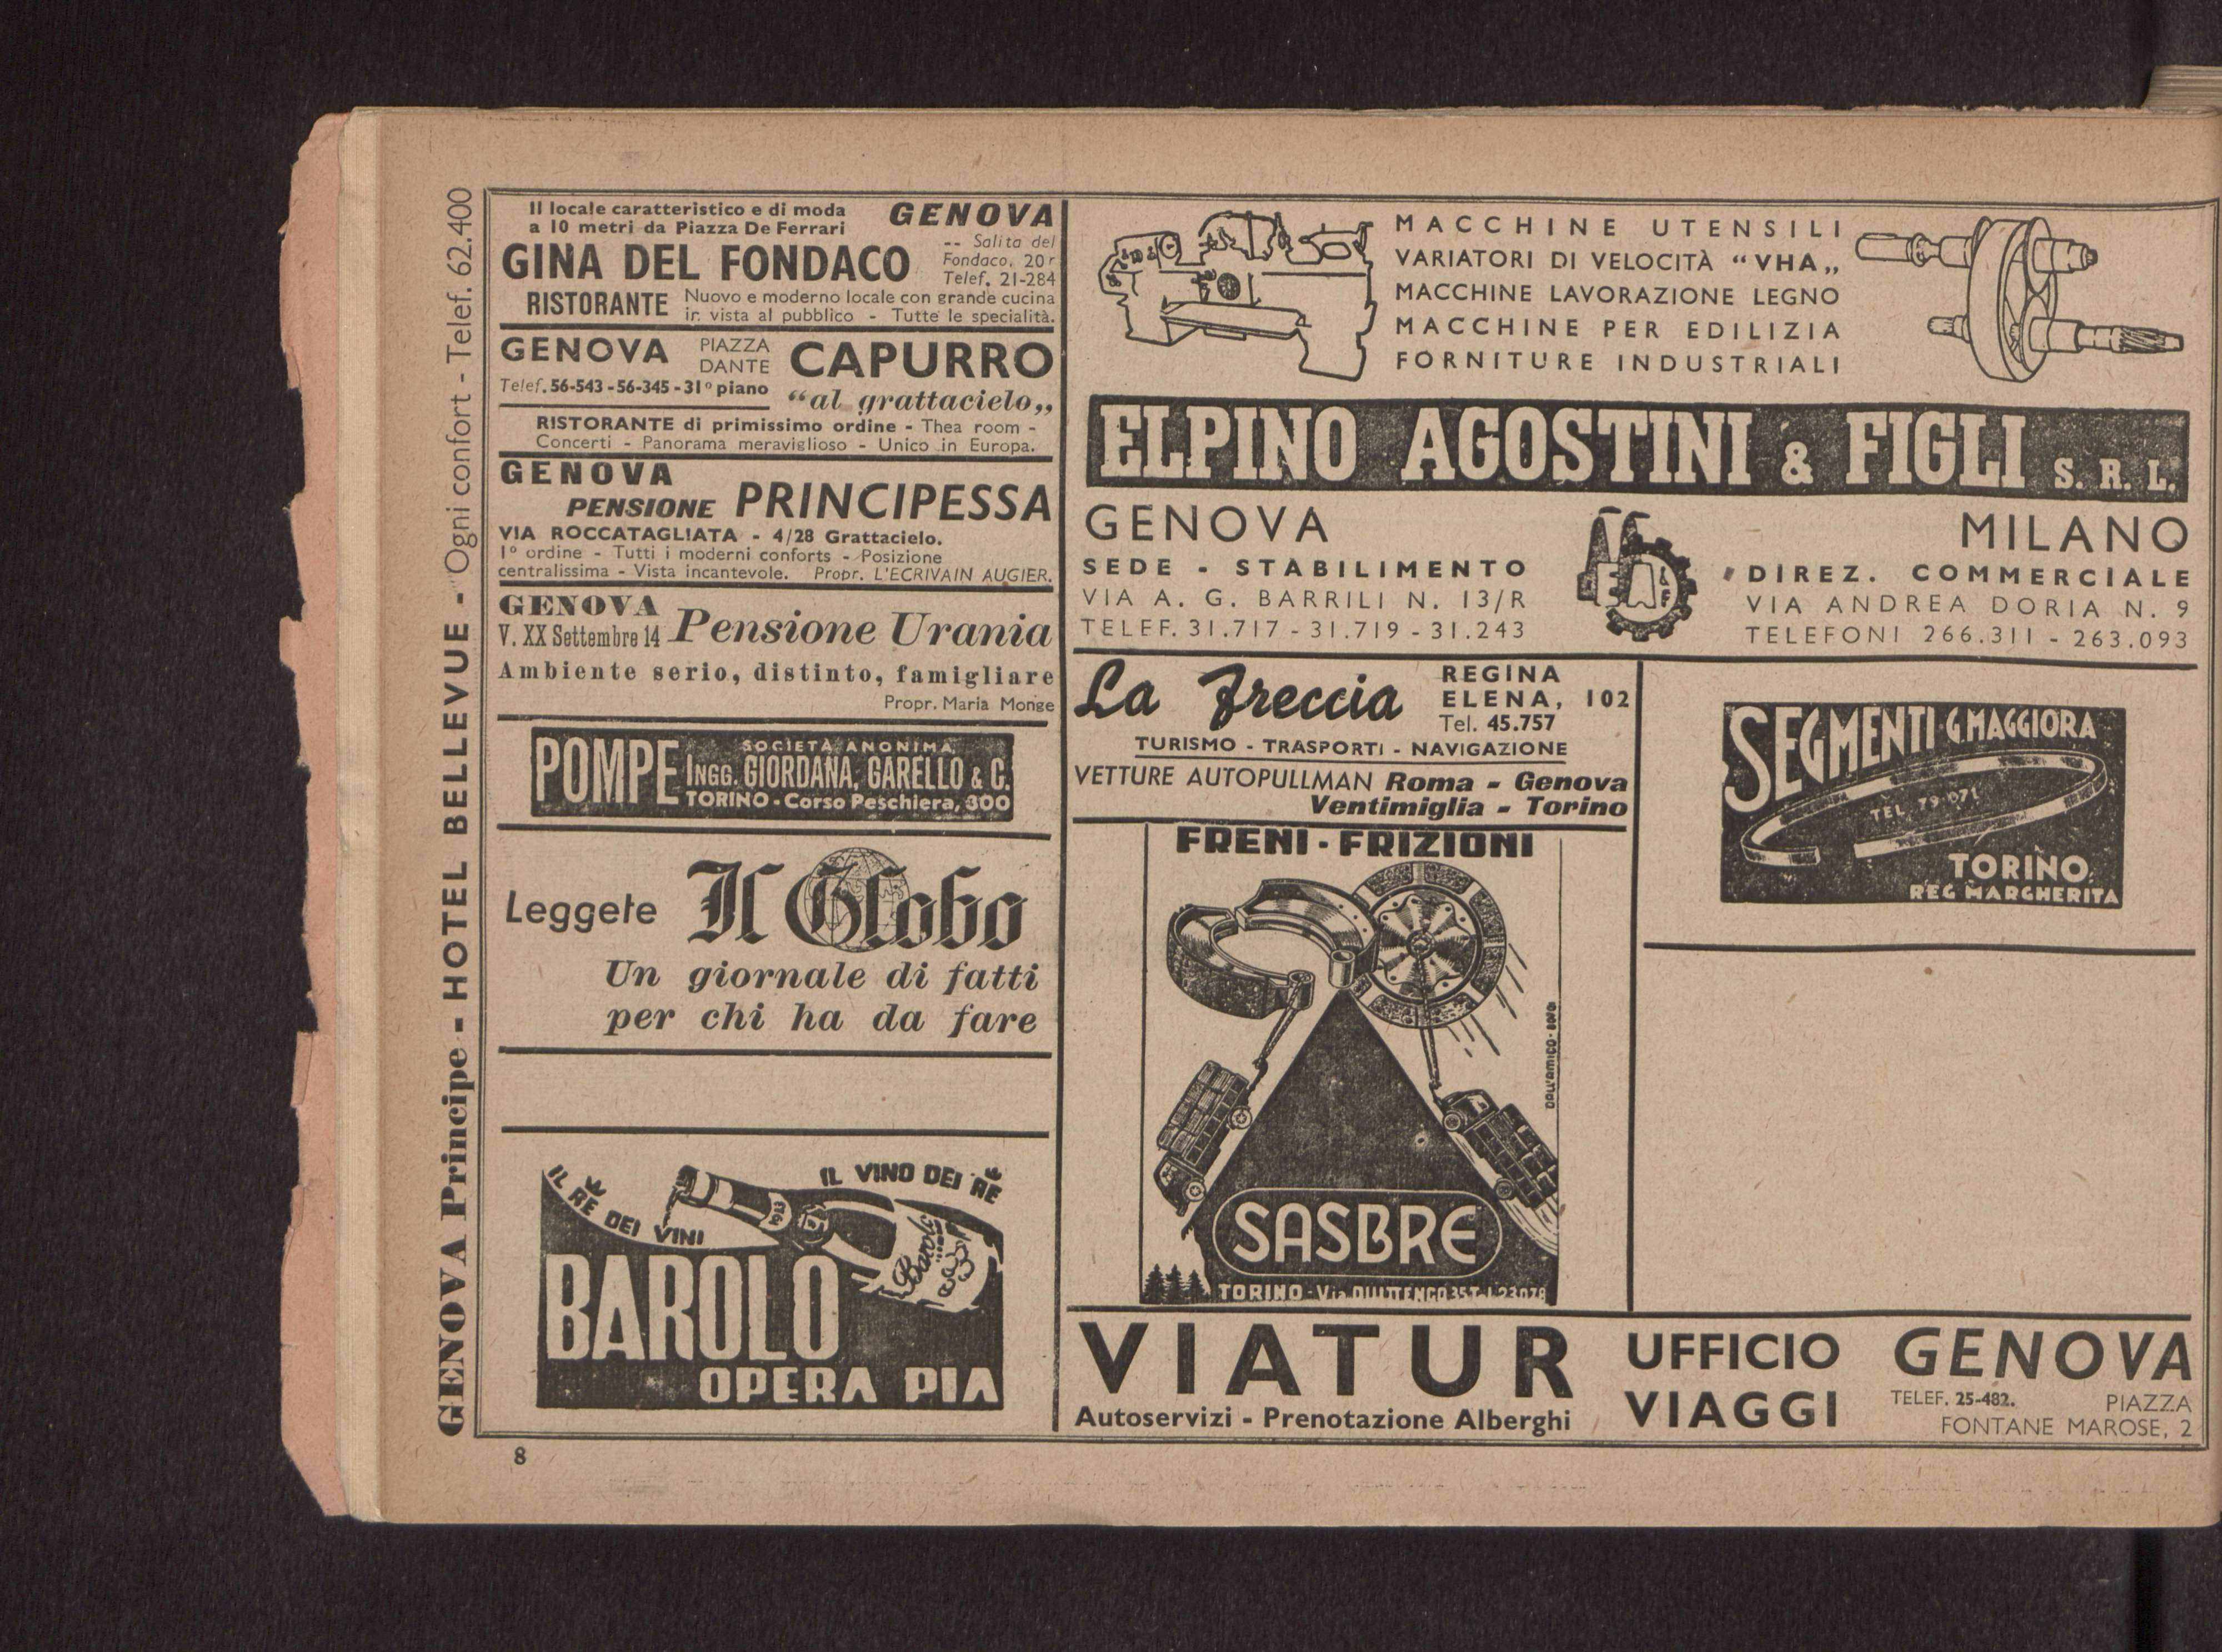 GENOVA Principe - HOTEL BELLEVUE - Ogni confort - Telef. 62.400
Il locale caratteristico e di moda
a 10 metri da Piazza De Ferrari
GENOVA
-- Salita del
Fondaco, 20 r
Telef. 21-284
GINA DEL FONDACO
RISTORANTE
Nuovo e moderno locale con grande cucina
in vista al pubblico - Tutte le specialità.
GENOVA
PIAZZA
DANTE
CAPURRO
Telef. 56-543 - 56-345 - 31° piano
“al grattacielo„
RISTORANTE di primissimo ordine - Thea room -
Concerti - Panorama meraviglioso - Unico in Europa.
GENOVA
PENSIONE PRINCIPESSA
VIA ROCCATAGLIATA - 4/28 Grattacielo.
1° ordine - Tutti i moderni conforts - Posizione
centralissima - Vista incantevole. Propr. L'ECRIVAIN AUGIER.
GENOVA
V. XX Settembre 14
Pensione Urania
Ambiente serio, distinto, famigliare
Propr. Maria Monge
POMPE
SOCIETÀ ANONIMA
INGG. GIORDANA, GARELLO & C.
TORINO - Corso Peschiera, 300
Leggete Il Globo
Un giornale di fatti
per chi ha da fare
IL RE DEI VINI
IL VINO DEI RE
1913
Barolo
BAROLO
OPERA PIA
MACCHINE UTENSILI
VARIATORI DI VELOCITÀ “VHA„
MACCHINE LAVORAZIONE LEGNO
MACCHINE PER EDILIZIA
FORNITURE INDUSTRIALI
ELPINO AGOSTINI & FIGLI S. R. L.
GENOVA
SEDE - STABILIMENTO
VIA A. G. BARRILI N. 13/R
TELEF. 31.717 - 31.719 - 31.243
MILANO
DIREZ. COMMERCIALE
VIA ANDREA DORIA N. 9
TELEFONI 266.311 - 263.093
La Freccia
REGINA
ELENA, 102
Tel. 45.757
TURISMO - TRASPORTI - NAVIGAZIONE
VETTURE AUTOPULLMAN Roma - Genova
Ventimiglia - Torino
FRENI - FRIZIONI
SASBRE
TORINO - Via
SEGMENTI G. MAGGIORA
TEL. 79-071
TORINO
REG MARGHERITA
VIATUR
Autoservizi - Prenotazione Alberghi
UFFICIO
VIAGGI
GENOVA
TELEF. 25-482.
PIAZZA
FONTANE MAROSE, 2
8